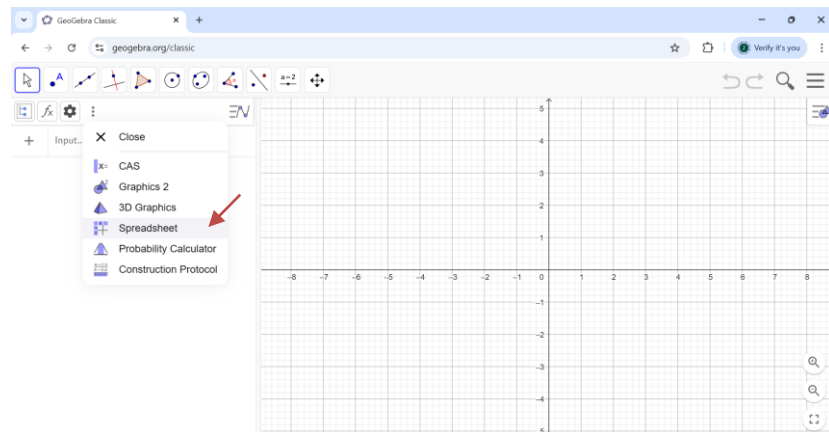 GeoGebra Classic
geogebra.org/classic
Verify it's you
A
α
a=2
fx
N
Input...
Close
x=
CAS
Graphics 2
3D Graphics
Spreadsheet
Probability Calculator
Construction Protocol
5
4
3
2
1
-8 -7 -6 -5 -4 -3 -2 -1 0 1 2 3 4 5 6 7 8
-1
-2
-3
-4
-5